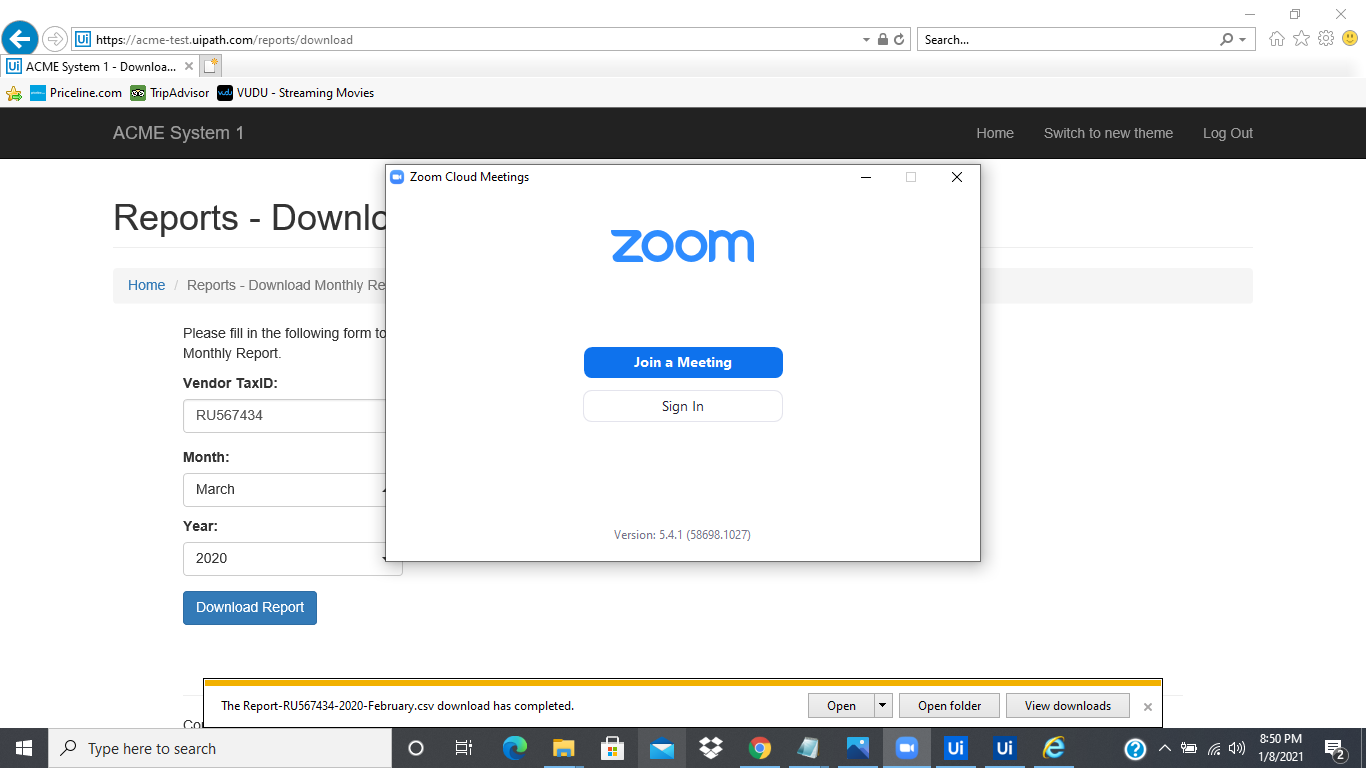 https://acme-test.uipath.com/reports/download
Search...
Ui ACME System 1 - Downloa...
Priceline.com
TripAdvisor
VUDU - Streaming Movies
ACME System 1
Home
Switch to new theme
Log Out
Zoom Cloud Meetings
Reports - Downlo
zoom
Home / Reports - Download Monthly Re
Please fill in the following form to
Monthly Report.
Join a Meeting
Vendor TaxID:
Sign In
RU567434
Month:
March
Year:
Version: 5.4.1 (58698.1027)
2020
Download Report
The Report-RU567434-2020-February.csv download has completed.
Open
Open folder
View downloads
Co
Type here to search
Ui
Ui
8:50 PM
1/8/2021
2